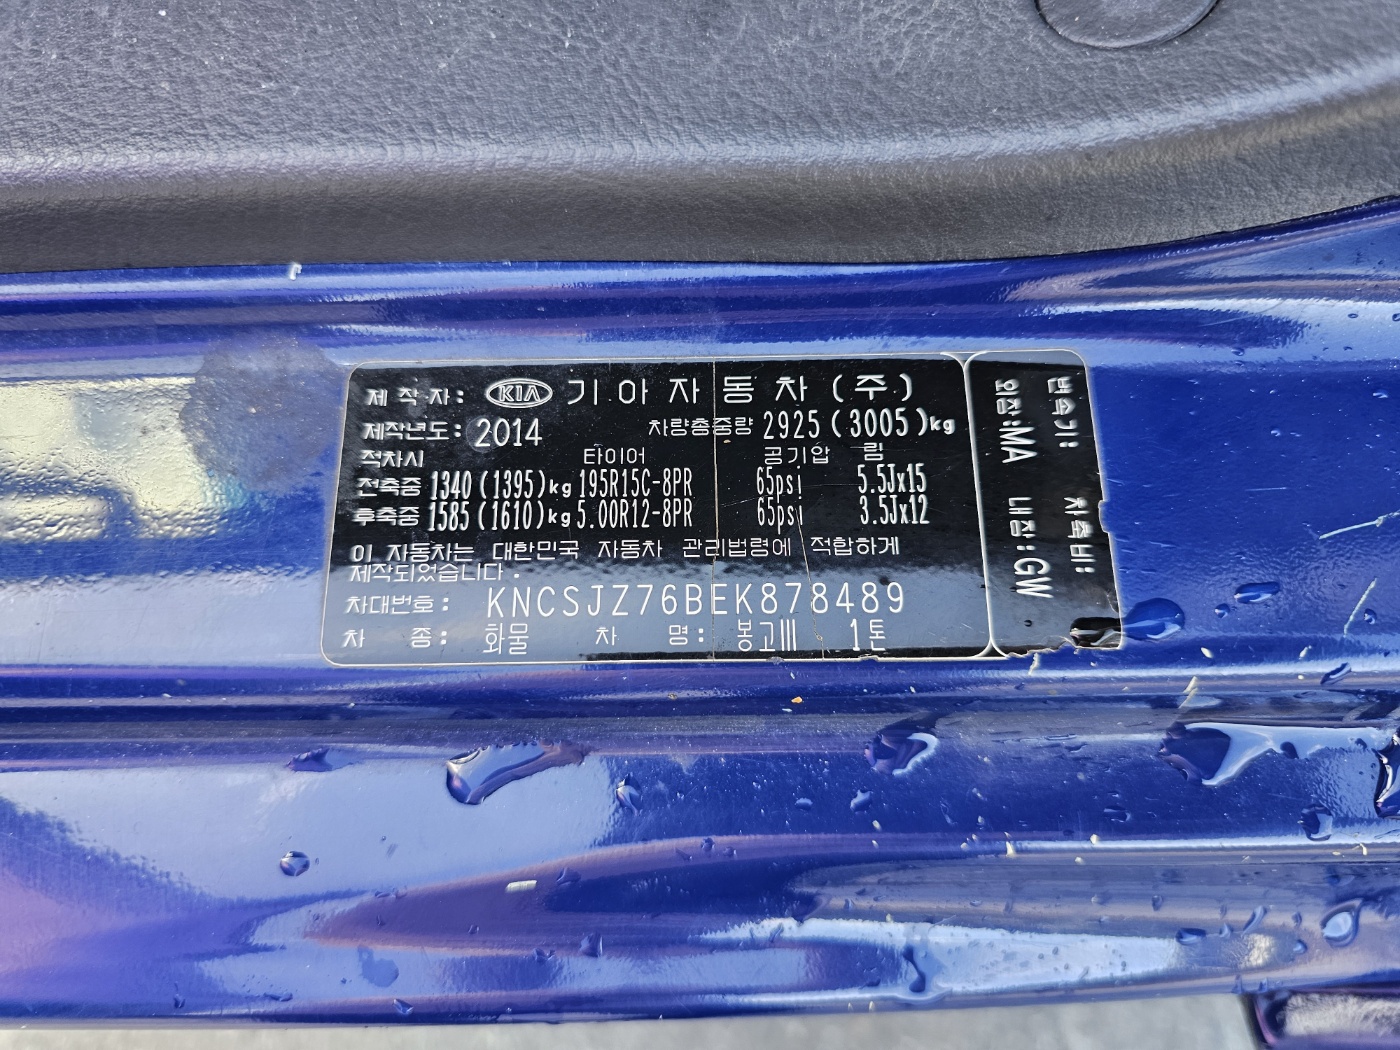 제 작 자: KIA 기 아 자 동 차 (주)
제작년도: 2014 차량총중량 2925 (3005)kg
적차시 타이어 공기압 림
전축중 1340 (1395)kg 195R15C-8PR 65psi 5.5Jx15
후축중 1585 (1610)kg 5.00R12-8PR 65psi 3.5Jx12
이 자동차는 대한민국 자동차 관리법령에 적합하게
제작되었습니다.
차대번호: KNCSJZ76BEK878489
차 종: 화물 차 명: 봉고III 1톤
변속기: 차축비:
외장:MA 내장:GW